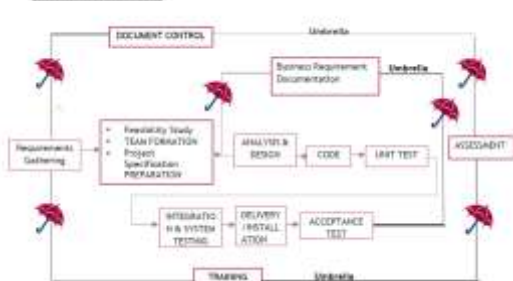 DOCUMENT CONTROL
Umbrella
Business Requirement
Documentation
Umbrella
Requirements
Gathering
• Feasibility Study
• TEAM FORMATION
• Project
Specification
PREPARATION
ANALYSIS &
DESIGN
CODE
UNIT TEST
ASSESSMENT
INTEGRATIO
N & SYSTEM
TESTING
DELIVERY
/INSTALL
ATION
ACCEPTANCE
TEST
TRAINING
Umbrella